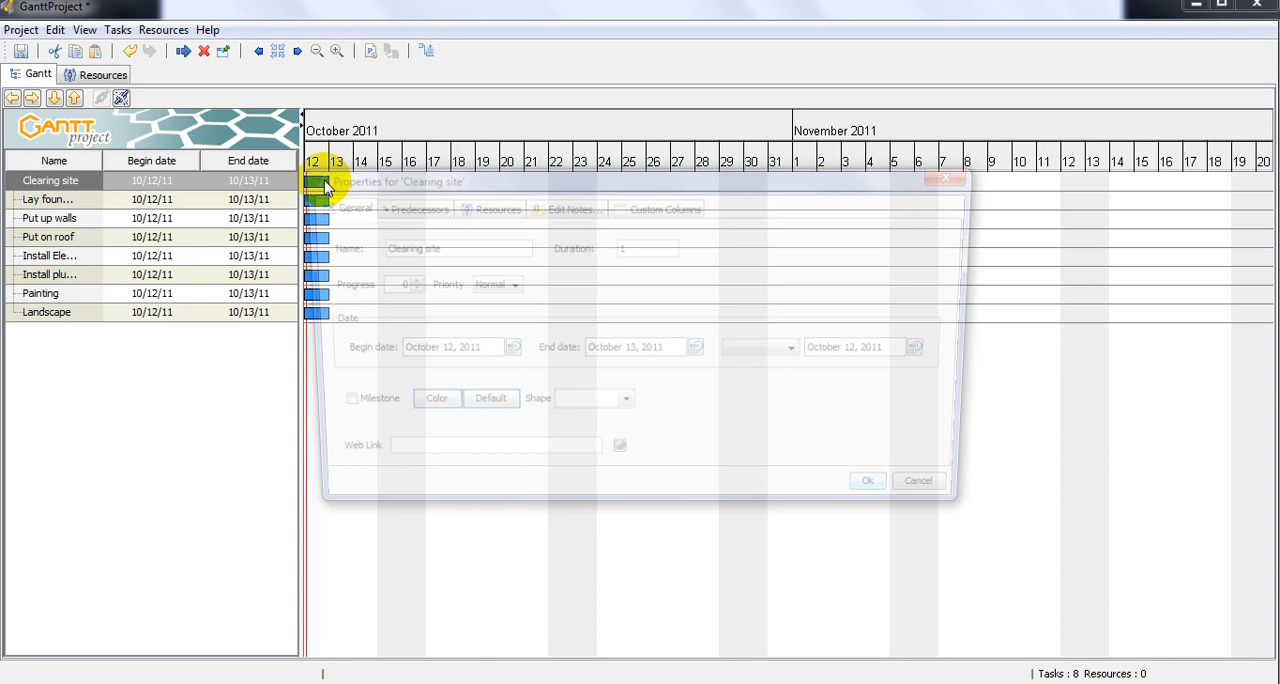 GanttProject *
Project Edit View Tasks Resources Help
Gantt Resources
GANTT project
October 2011 November 2011
Name Begin date End date
12 13 14 15 16 17 18 19 20 21 22 23 24 25 26 27 28 29 30 31 1 2 3 4 5 6 7 8 9 10 11 12 13 14 15 16 17 18 19 20
Clearing site 10/12/11 10/13/11
Lay foun... 10/12/11 10/13/11
Put up walls 10/12/11 10/13/11
Put on roof 10/12/11 10/13/11
Install Ele... 10/12/11 10/13/11
Install plu... 10/12/11 10/13/11
Painting 10/12/11 10/13/11
Landscape 10/12/11 10/13/11
Properties for 'Clearing site'
General Predecessors Resources Edit Notes... Custom Columns
Name: Clearing site Duration: 1
Progress 0 Priority Normal
Date
Begin date: October 12, 2011 End date: October 13, 2011 October 12, 2011
Milestone Color Default Shape
Web Link
Ok Cancel
Tasks : 8 Resources : 0